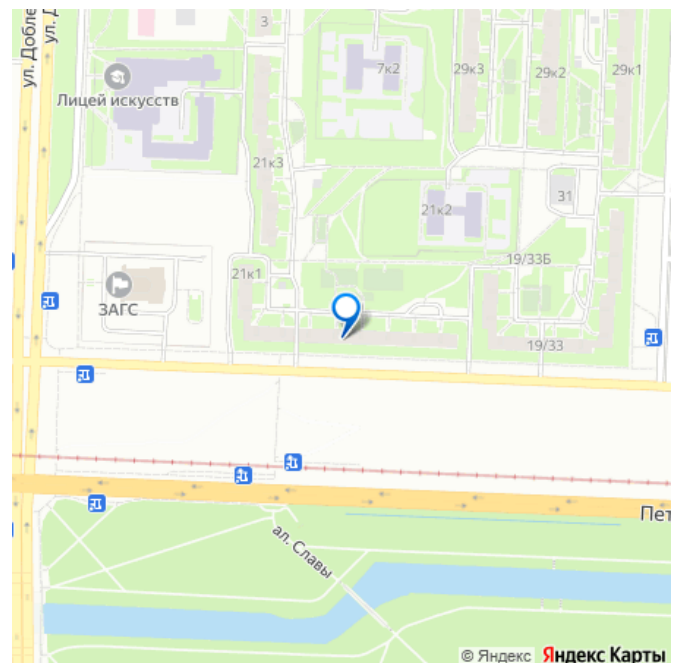 ул. Добле
ул. Д
3
7к2
29к3
29к2
29к1
Лицей искусств
21к3
31
21к2
19/33Б
21к1
ЗАГС
19/33
Пет
ал. Славы
© Яндекс Яндекс Карты